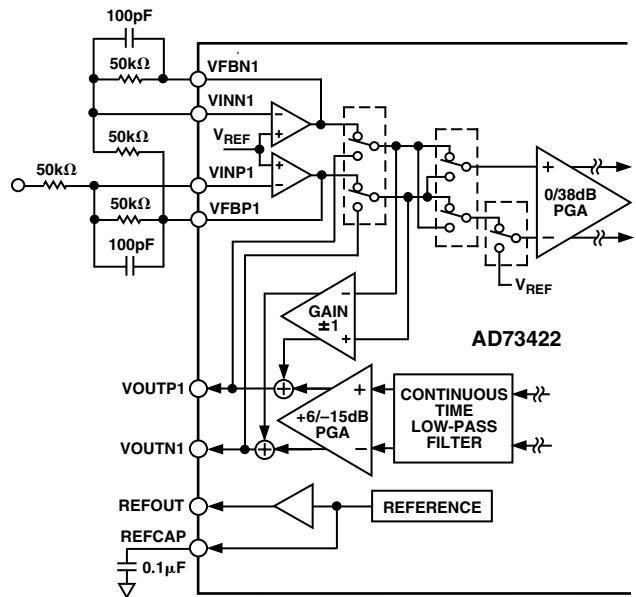 100pF
50kΩ
VFBN1
VINN1
VREF
50kΩ
50kΩ
VINP1
50kΩ
VFBP1
100pF
0/38dB
PGA
VREF
GAIN
±1
AD73422
VOUTP1
+6/–15dB
PGA
CONTINUOUS
TIME
LOW-PASS
FILTER
VOUTN1
REFOUT
REFERENCE
REFCAP
0.1μF